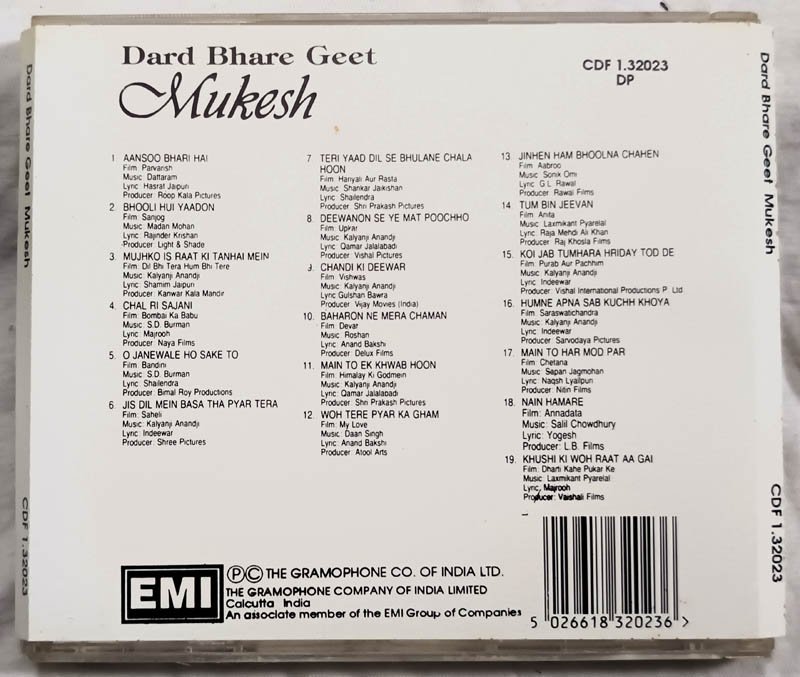 Dard Bhare Geet
Mukesh
CDF 1.32023
DP
1. AANSOO BHARI HAI
Film: Parvarish
Music: Dattaram
Lyric: Hasrat Jaipuri
Producer: Roop Kala Pictures
2. BHOOLI HUI YAADON
Film: Sanjog
Music: Madan Mohan
Lyric: Rajinder Krishan
Producer: Light & Shade
3. MUJHKO IS RAAT KI TANHAI MEIN
Film: Dil Bhi Tera Hum Bhi Tere
Music: Kalyanji Anandji
Lyric: Shamim Jaipuri
Producer: Kanwar Kala Mandir
4. CHAL RI SAJANI
Film: Bombai Ka Babu
Music: S.D. Burman
Lyric: Majrooh
Producer: Naya Films
5. O JANEWALE HO SAKE TO
Film: Bandini
Music: S.D. Burman
Lyric: Shailendra
Producer: Bimal Roy Productions
6. JIS DIL MEIN BASA THA PYAR TERA
Film: Saheli
Music: Kalyanji Anandji
Lyric: Indeewar
Producer: Shree Pictures
7. TERI YAAD DIL SE BHULANE CHALA
HOON
Film: Hariyali Aur Rasta
Music: Shankar Jaikishan
Lyric: Shailendra
Producer: Shri Prakash Pictures
8. DEEWANON SE YE MAT POOCHHO
Film: Upkar
Music: Kalyanji Anandji
Lyric: Qamar Jalalabadi
Producer: Vishal Pictures
9. CHANDI KI DEEWAR
Film: Vishwas
Music: Kalyanji Anandji
Lyric Gulshan Bawra
Producer: Vijay Movies (India)
10. BAHARON NE MERA CHAMAN
Film: Devar
Music: Roshan
Lyric: Anand Bakshi
Producer: Delux Films
11. MAIN TO EK KHWAB HOON
Film: Himalay Ki Godmein
Music: Kalyanji Anandji
Lyric: Qamar Jalalabadi
Producer: Shri Prakash Pictures
12. WOH TERE PYAR KA GHAM
Film: My Love
Music: Daan Singh
Lyric: Anand Bakshi
Producer: Atool Arts
13. JINHEN HAM BHOOLNA CHAHEN
Film: Aabroo
Music: Sonik Omi
Lyric: G.L. Rawal
Producer: Rawal Films
14. TUM BIN JEEVAN
Film: Anita
Music: Laxmikant Pyarelal
Lyric: Raja Mehdi Ali Khan
Producer: Raj Khosla Films
15. KOI JAB TUMHARA HRIDAY TOD DE
Film: Purab Aur Pachhim
Music: Kalyanji Anandji
Lyric: Indeewar
Producer: Vishal International Productions P. Ltd
16. HUMNE APNA SAB KUCHH KHOYA
Film: Saraswatichandra
Music: Kalyanji Anandji
Lyric: Indeewar
Producer: Sarvodaya Pictures
17. MAIN TO HAR MOD PAR
Film: Chetana
Music: Sapan Jagmohan
Lyric: Naqsh Lyallpuri
Producer: Nitin Films
18. NAIN HAMARE
Film: Annadata
Music: Salil Chowdhury
Lyric: Yogesh
Producer: L.B. Films
19. KHUSHI KI WOH RAAT AA GAI
Film: Dharti Kahe Pukar Ke
Music: Laxmikant Pyarelal
Lyric: Majrooh
Producer: Vaishali Films
EMI
ⓅⒸ THE GRAMOPHONE CO. OF INDIA LTD.
THE GRAMOPHONE COMPANY OF INDIA LIMITED
Calcutta India
An associate member of the EMI Group of Companies
5 026618 320236 >
Dard Bhare Geet Mukesh
CDF 1.32023
Dard Bhare Geet Mukesh
CDF 1.32023